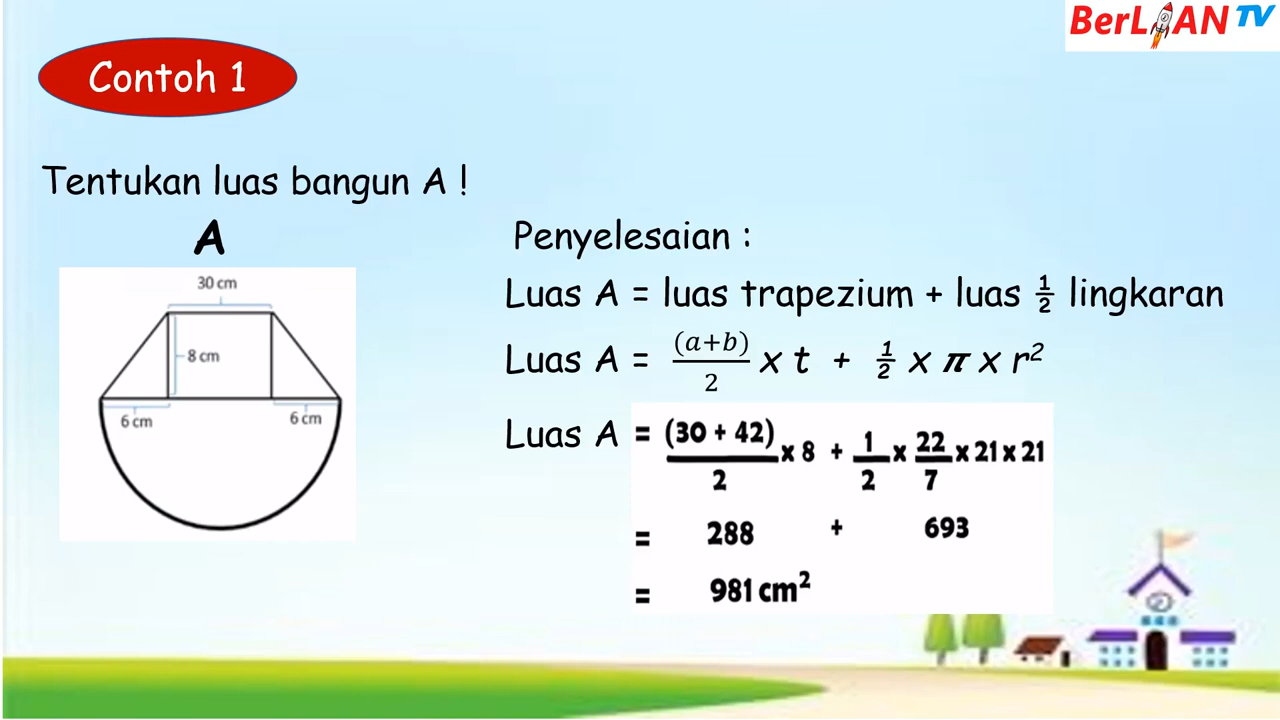 BerLIAN TV
Contoh 1
Tentukan luas bangun A !
A
30 cm
8 cm
6 cm
6 cm
Penyelesaian :
Luas A = luas trapezium + luas ½ lingkaran
Luas A = (a+b)/2 x t + ½ x π x r²
Luas A = (30 + 42)/2 x 8 + 1/2 x 22/7 x 21 x 21
= 288 + 693
= 981 cm²